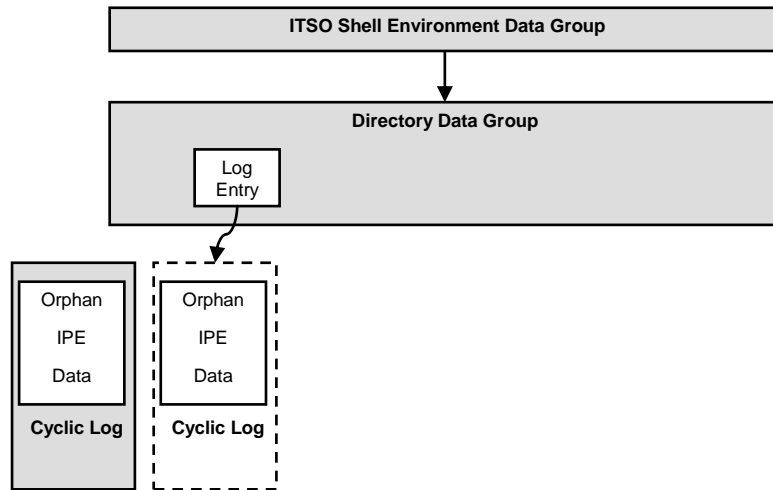 ITSO Shell Environment Data Group
Directory Data Group
Log
Entry
Orphan
IPE
Data
Cyclic Log
Orphan
IPE
Data
Cyclic Log